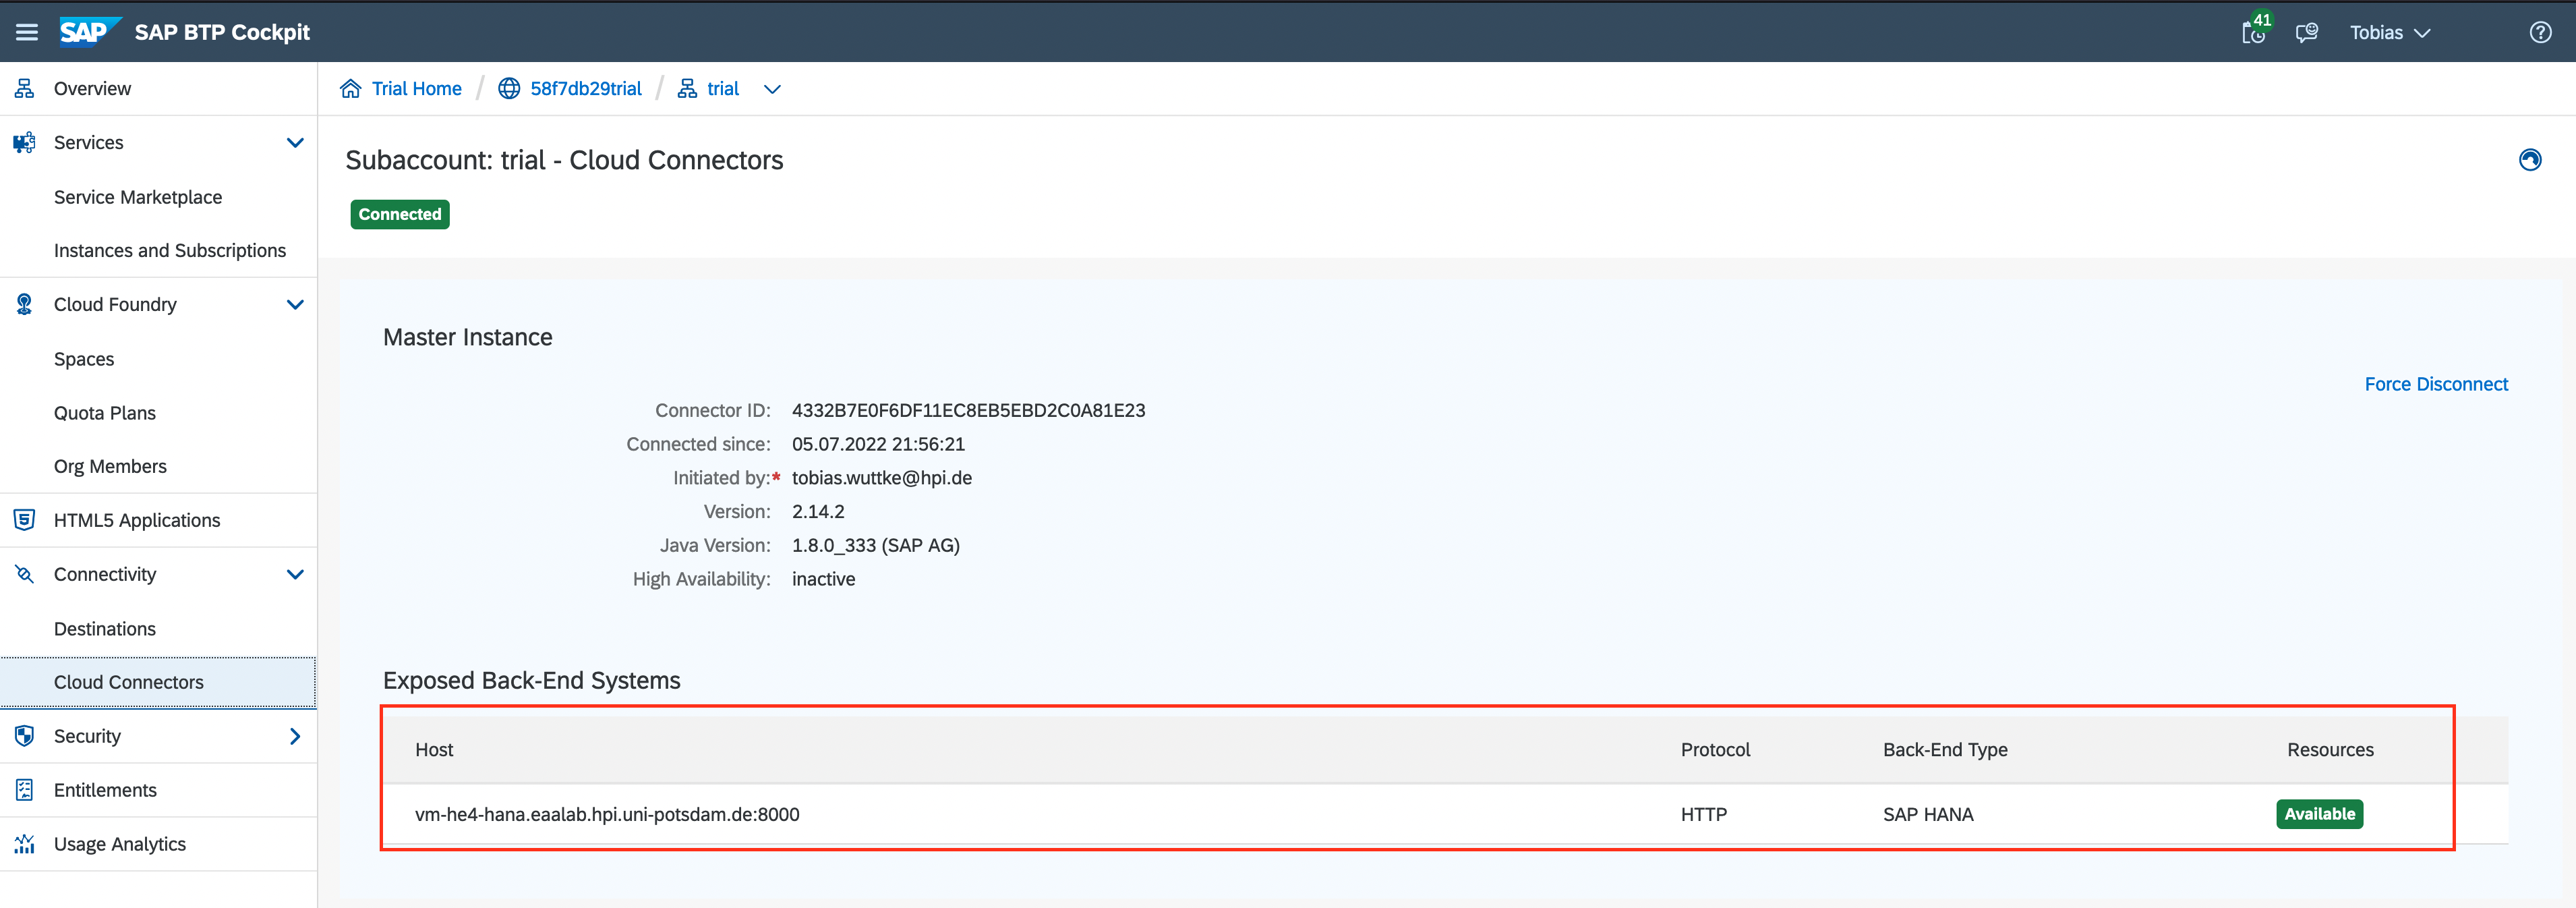 SAP SAP BTP Cockpit 41 Tobias
Overview
Services
Service Marketplace
Instances and Subscriptions
Cloud Foundry
Spaces
Quota Plans
Org Members
HTML5 Applications
Connectivity
Destinations
Cloud Connectors
Security
Entitlements
Usage Analytics
Trial Home / 58f7db29trial / trial
Subaccount: trial - Cloud Connectors
Connected
Master Instance
Force Disconnect
Connector ID: 4332B7E0F6DF11EC8EB5EBD2C0A81E23
Connected since: 05.07.2022 21:56:21
Initiated by:* tobias.wuttke@hpi.de
Version: 2.14.2
Java Version: 1.8.0_333 (SAP AG)
High Availability: inactive
Exposed Back-End Systems
Host Protocol Back-End Type Resources
vm-he4-hana.eaalab.hpi.uni-potsdam.de:8000 HTTP SAP HANA Available